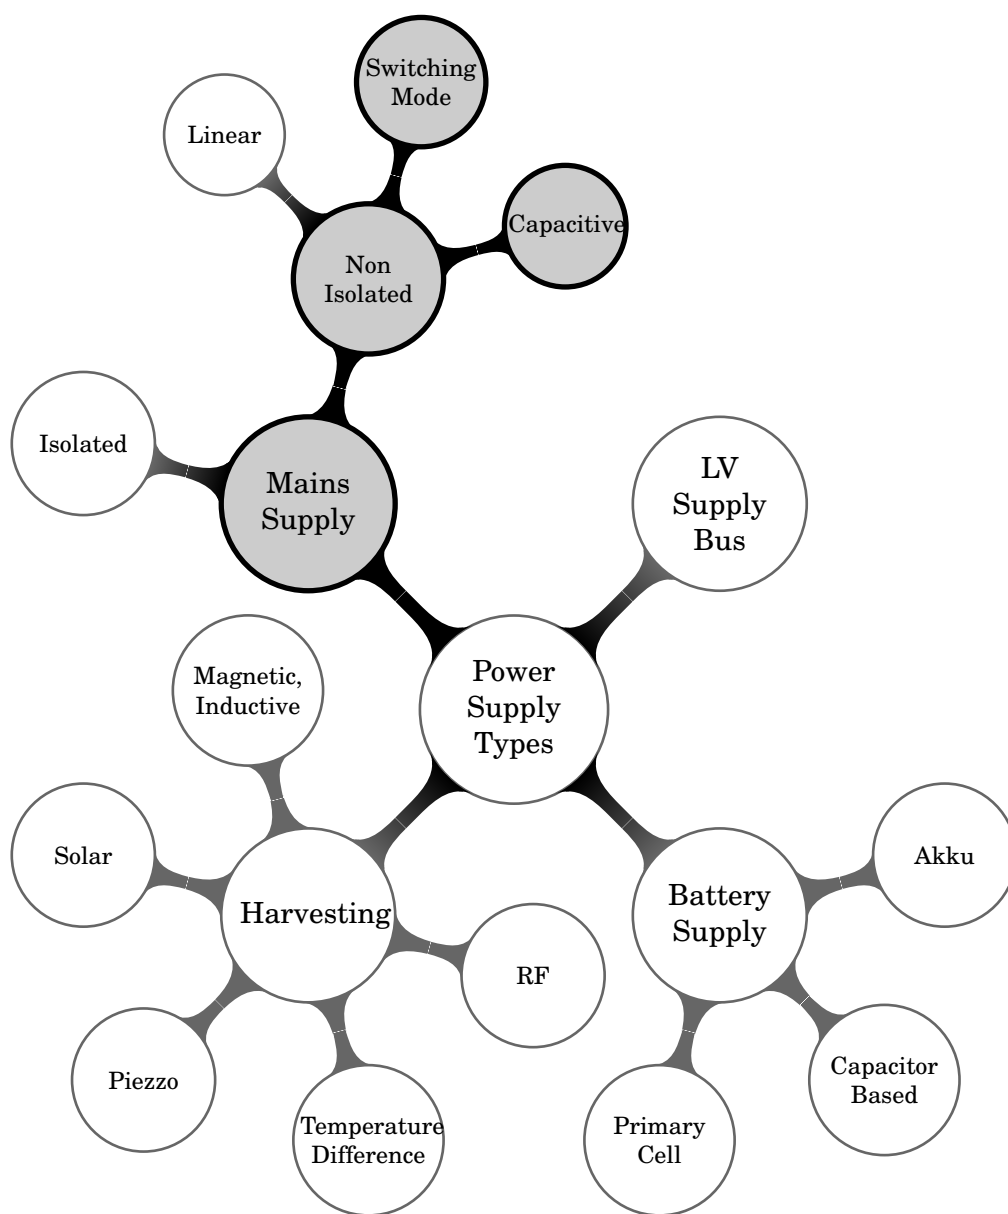 Switching
Mode
Linear
Capacitive
Non
Isolated
Isolated
Mains
Supply
LV
Supply
Bus
Magnetic,
Inductive
Power
Supply
Types
Solar
Akku
Harvesting
Battery
Supply
RF
Piezzo
Capacitor
Based
Temperature
Difference
Primary
Cell